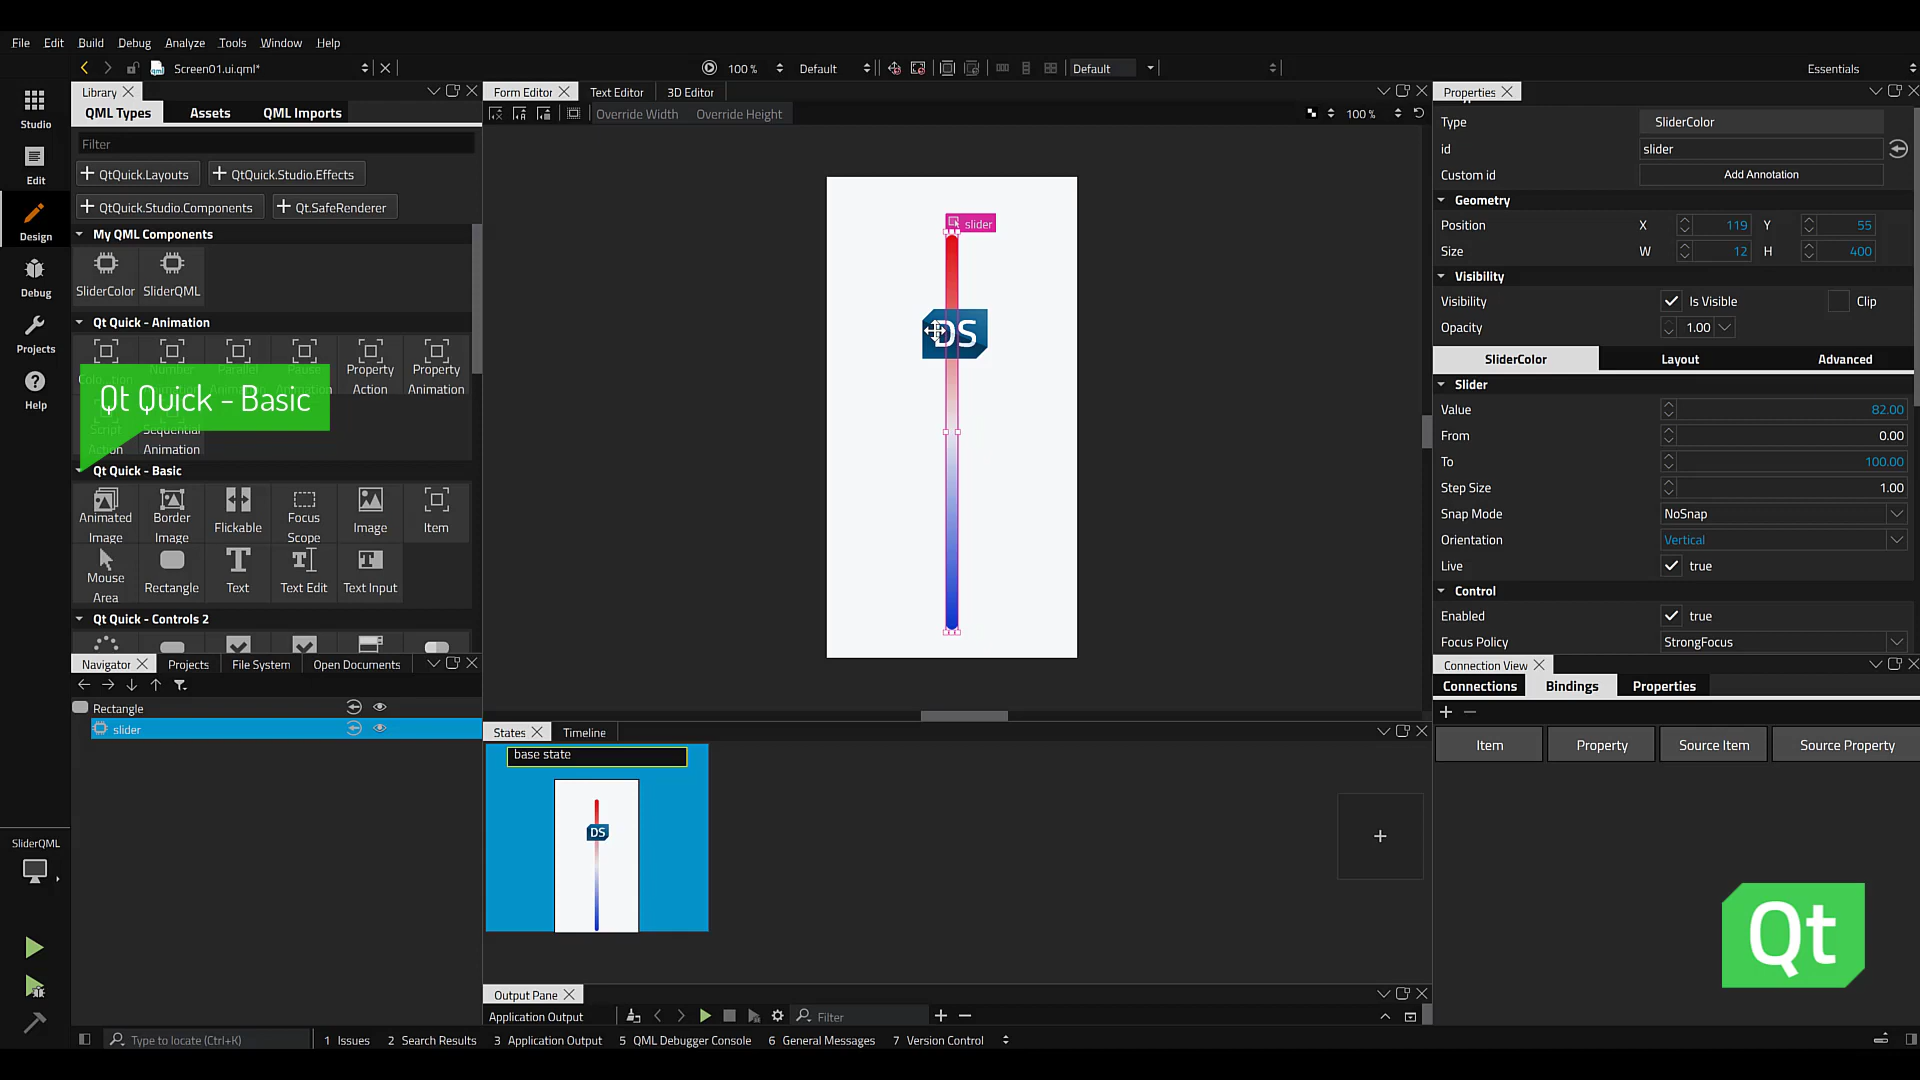 File Edit Build Debug Analyze Tools Window Help
Screen01.ui.qml* 100 % Default Default Essentials
Studio
Edit
Design
Debug
Projects
Help
SliderQML
Library
QML Types Assets QML Imports
Filter
QtQuick.Layouts QtQuick.Studio.Effects
QtQuick.Studio.Components Qt.SafeRenderer
My QML Components
SliderColor SliderQML
Qt Quick - Animation
Property Action
Property Animation
Sequential Animation
Action
Qt Quick - Basic
Qt Quick - Basic
Animated Image
Border Image
Flickable
Focus Scope
Image
Item
Mouse Area
Rectangle
Text
Text Edit
Text Input
Qt Quick - Controls 2
Navigator Projects File System Open Documents
Rectangle
slider
Form Editor Text Editor 3D Editor
Override Width Override Height 100 %
slider
DS
States Timeline
base state
DS
+
Output Pane
Application Output Filter
Properties
Type SliderColor
id slider
Custom id Add Annotation
Geometry
Position X 119 Y 55
Size W 12 H 400
Visibility
Visibility Is Visible Clip
Opacity 1.00
SliderColor Layout Advanced
Slider
Value 82.00
From 0.00
To 100.00
Step Size 1.00
Snap Mode NoSnap
Orientation Vertical
Live true
Control
Enabled true
Focus Policy StrongFocus
Connection View
Connections Bindings Properties
Item Property Source Item Source Property
Qt
Type to locate (Ctrl+K) 1 Issues 2 Search Results 3 Application Output 5 QML Debugger Console 6 General Messages 7 Version Control